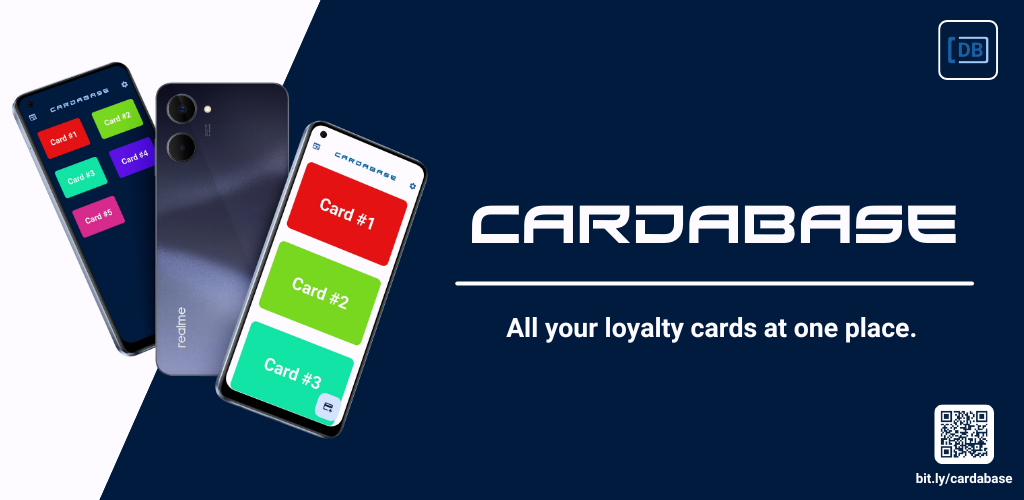 CARDABASE
Card #1
Card #2
Card #3
Card #4
Card #5
realme
CARDABASE
Card #1
Card #2
Card #3
[DB]
CARDABASE
All your loyalty cards at one place.
bit.ly/cardabase